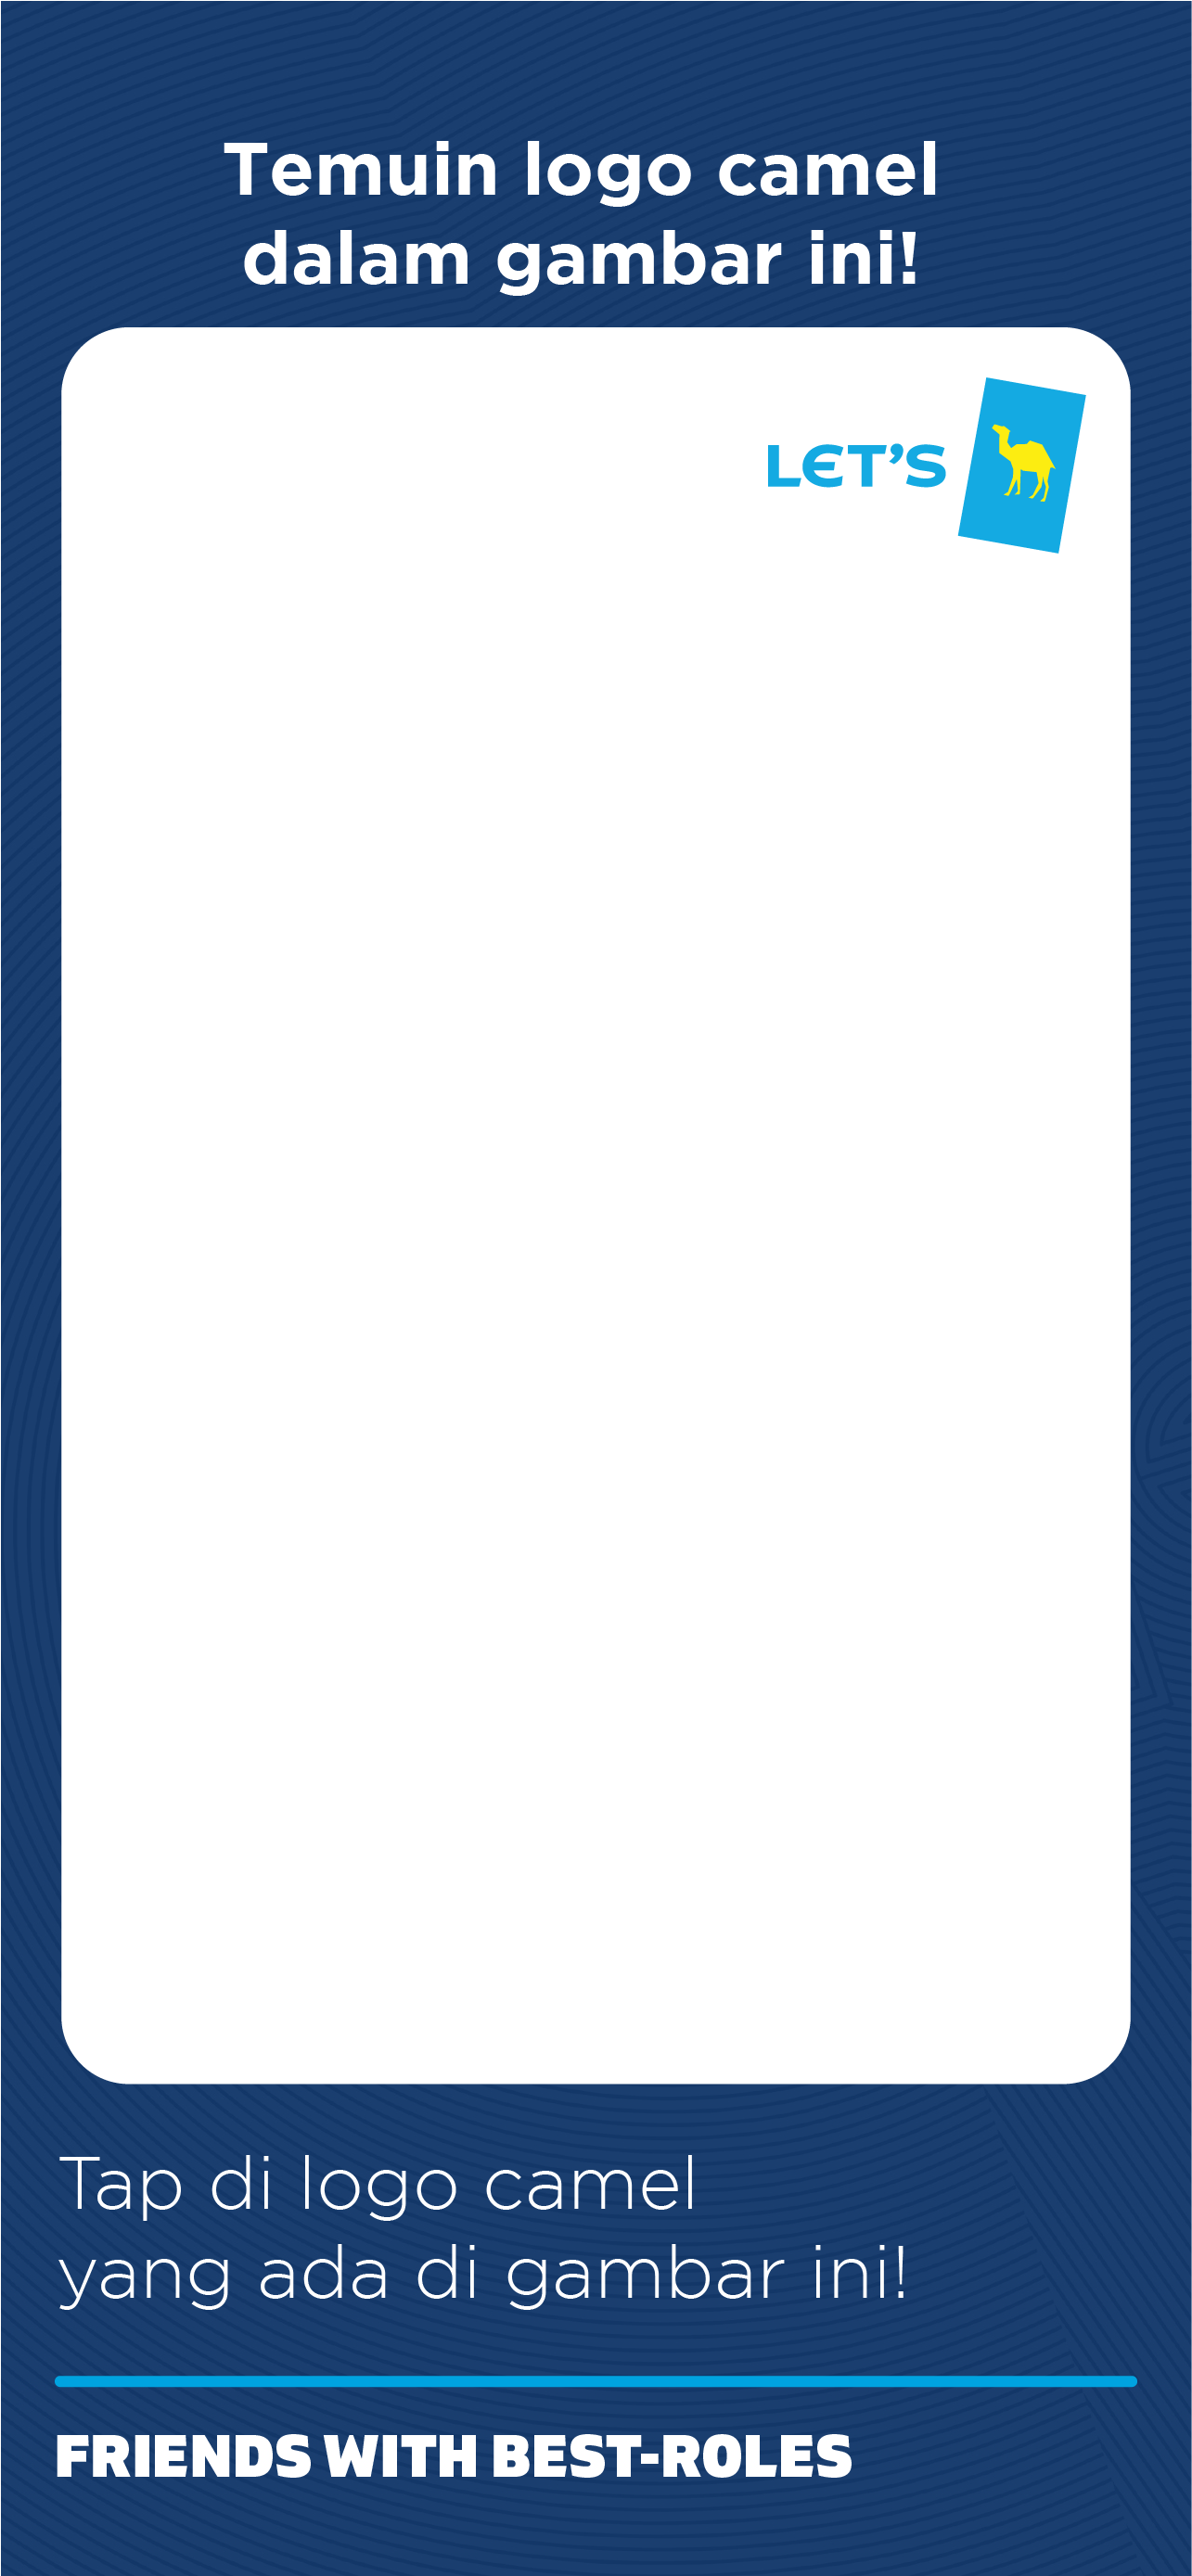 Temuin logo camel
dalam gambar ini!
LET'S
Tap di logo camel
yang ada di gambar ini!
FRIENDS WITH BEST-ROLES